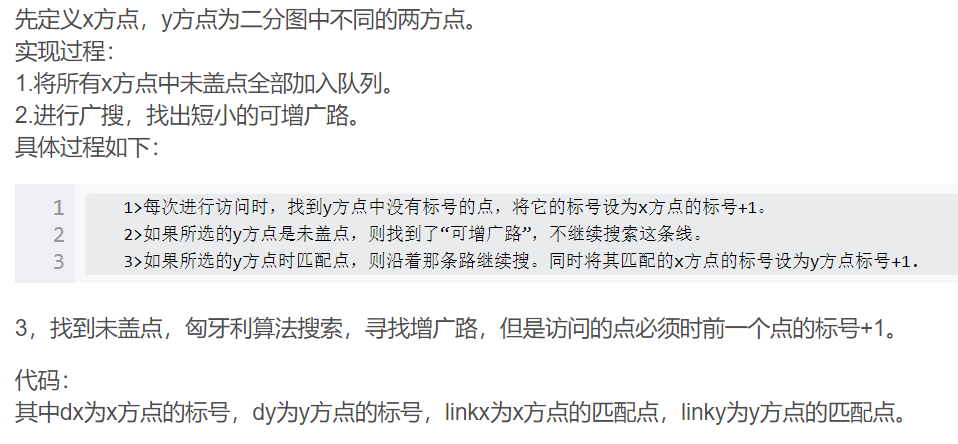 先定义x方点，y方点为二分图中不同的两方点。
实现过程：
1.将所有x方点中未盖点全部加入队列。
2.进行广搜，找出短小的可增广路。
具体过程如下：
1 1>每次进行访问时，找到y方点中没有标号的点，将它的标号设为x方点的标号+1。
2 2>如果所选的y方点是未盖点，则找到了“可增广路”，不继续搜索这条线。
3 3>如果所选的y方点时匹配点，则沿着那条路继续搜。同时将其匹配的x方点的标号设为y方点标号+1.
3，找到未盖点，匈牙利算法搜索，寻找增广路，但是访问的点必须时前一个点的标号+1。
代码：
其中dx为x方点的标号，dy为y方点的标号，linkx为x方点的匹配点，linky为y方点的匹配点。